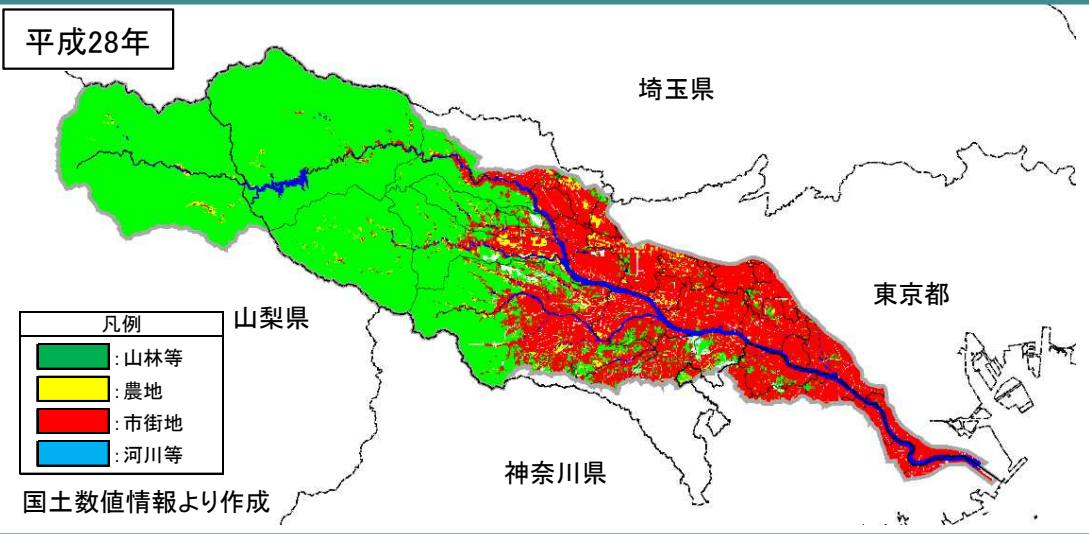 平成28年
埼玉県
東京都
山梨県
凡例
:山林等
:農地
:市街地
:河川等
神奈川県
国土数値情報より作成